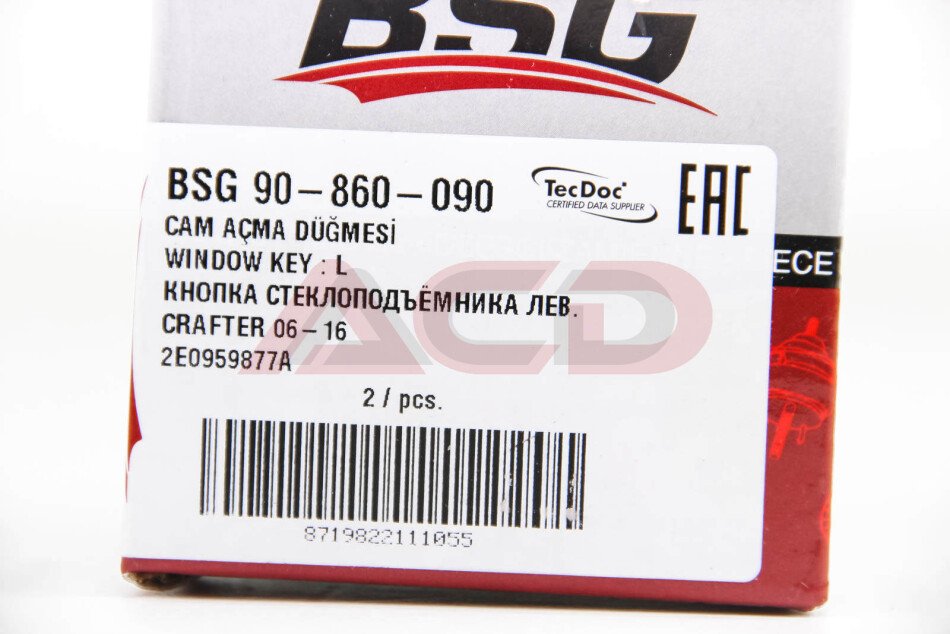 BSG
BSG 90-860-090
TecDoc
CERTIFIED DATA SUPPLIER
EAC
CAM AÇMA DÜĞMESİ
WINDOW KEY : L
ECE
КНОПКА СТЕКЛОПОДЪЁМНИКА ЛЕВ.
CRAFTER 06-16
2E0959877A
ACD
2 / pcs.
8719822111055